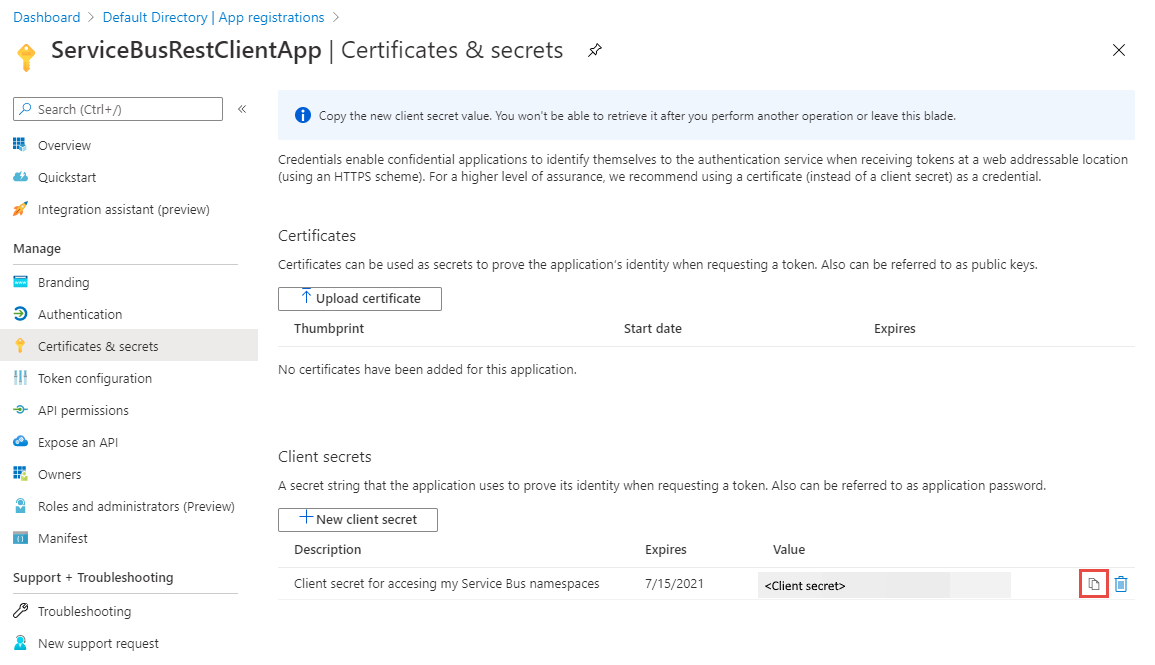 Dashboard > Default Directory | App registrations >
ServiceBusRestClientApp | Certificates & secrets
Search (Ctrl+/)
«
Overview
Quickstart
Integration assistant (preview)
Manage
Branding
Authentication
Certificates & secrets
Token configuration
API permissions
Expose an API
Owners
Roles and administrators (Preview)
Manifest
Support + Troubleshooting
Troubleshooting
New support request
Copy the new client secret value. You won't be able to retrieve it after you perform another operation or leave this blade.
Credentials enable confidential applications to identify themselves to the authentication service when receiving tokens at a web addressable location
(using an HTTPS scheme). For a higher level of assurance, we recommend using a certificate (instead of a client secret) as a credential.
Certificates
Certificates can be used as secrets to prove the application's identity when requesting a token. Also can be referred to as public keys.
Upload certificate
Thumbprint Start date Expires
No certificates have been added for this application.
Client secrets
A secret string that the application uses to prove its identity when requesting a token. Also can be referred to as application password.
New client secret
Description Expires Value
Client secret for accesing my Service Bus namespaces 7/15/2021 <Client secret>